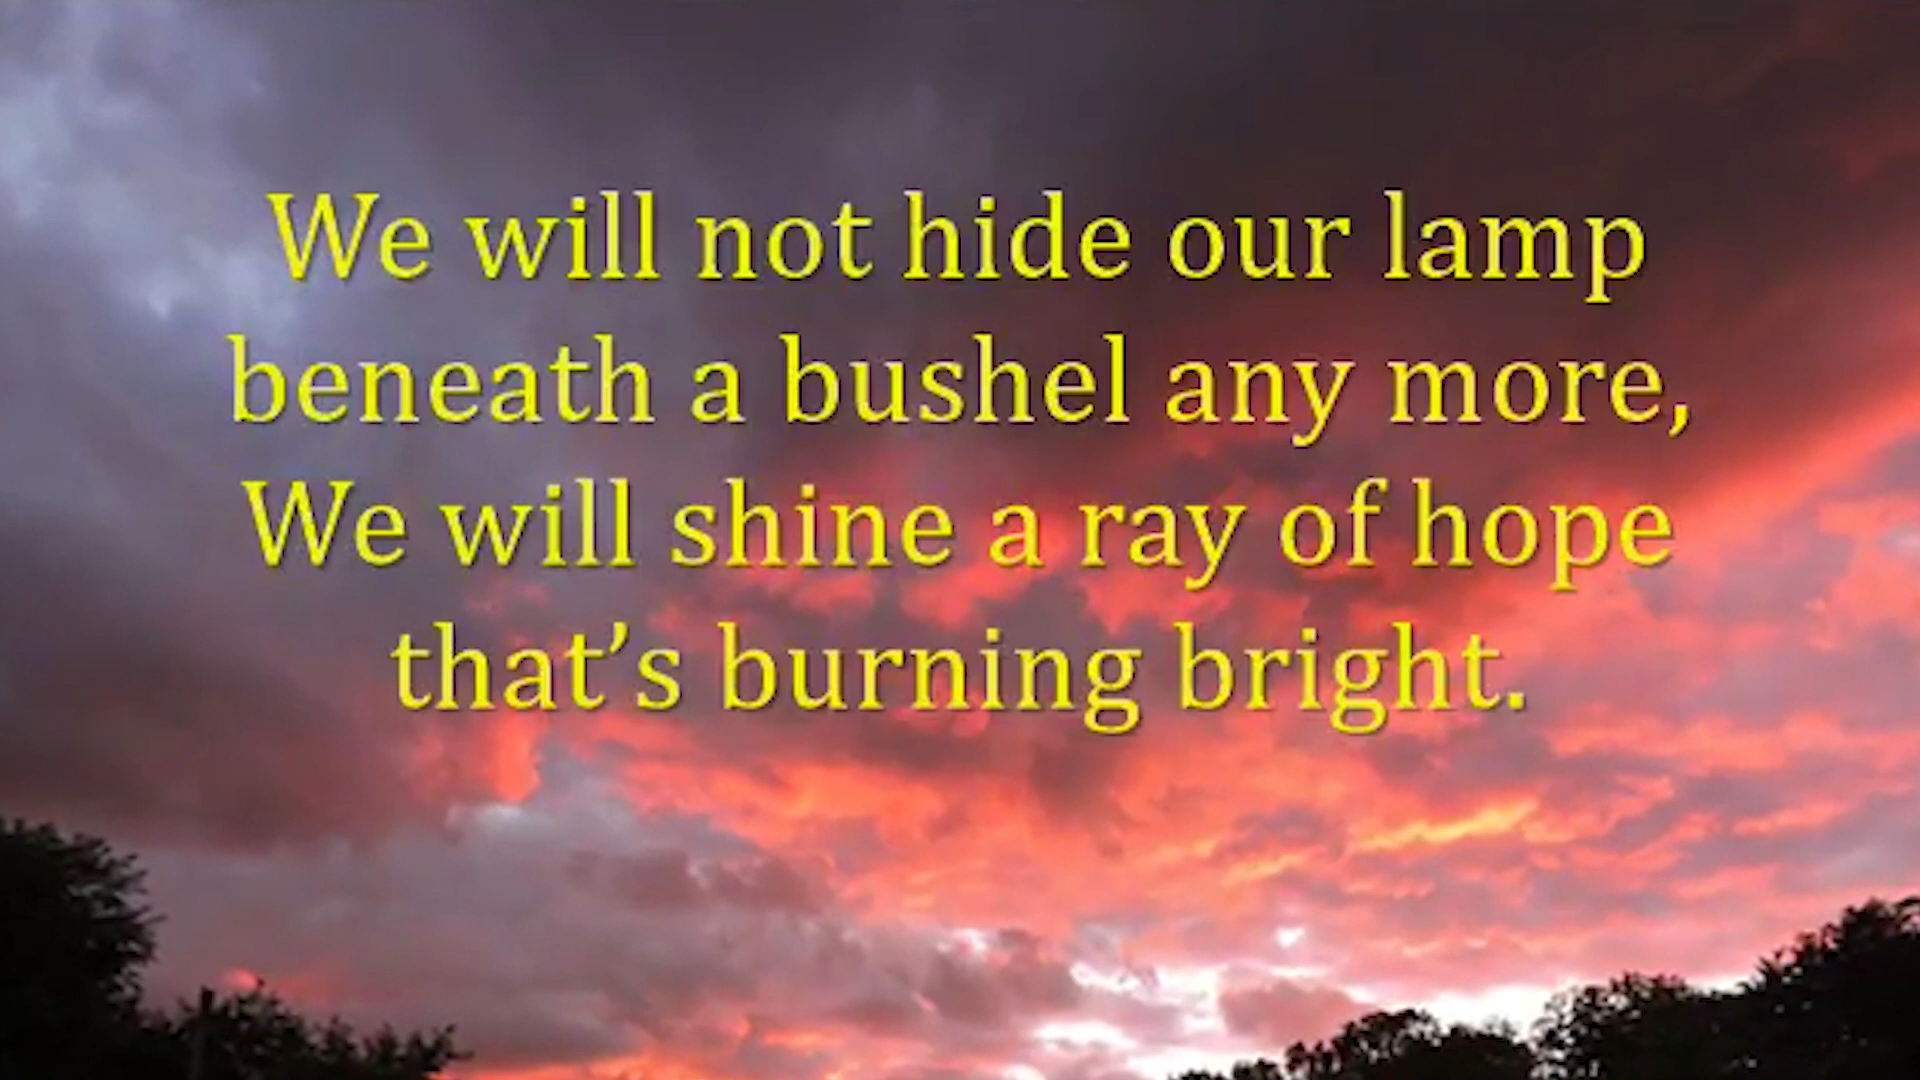 We will not hide our lamp
beneath a bushel any more,
We will shine a ray of hope
that’s burning bright.